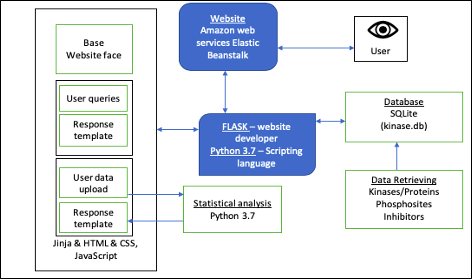 Base
Website face
User queries
Response
template
User data
upload
Response
template
Jinja & HTML & CSS,
JavaScript
Website
Amazon web
services Elastic
Beanstalk
User
FLASK – website
developer
Python 3.7 – Scripting
language
Statistical analysis
Python 3.7
Database
SQLite
(kinase.db)
Data Retrieving
Kinases/Proteins
Phosphosites
Inhibitors